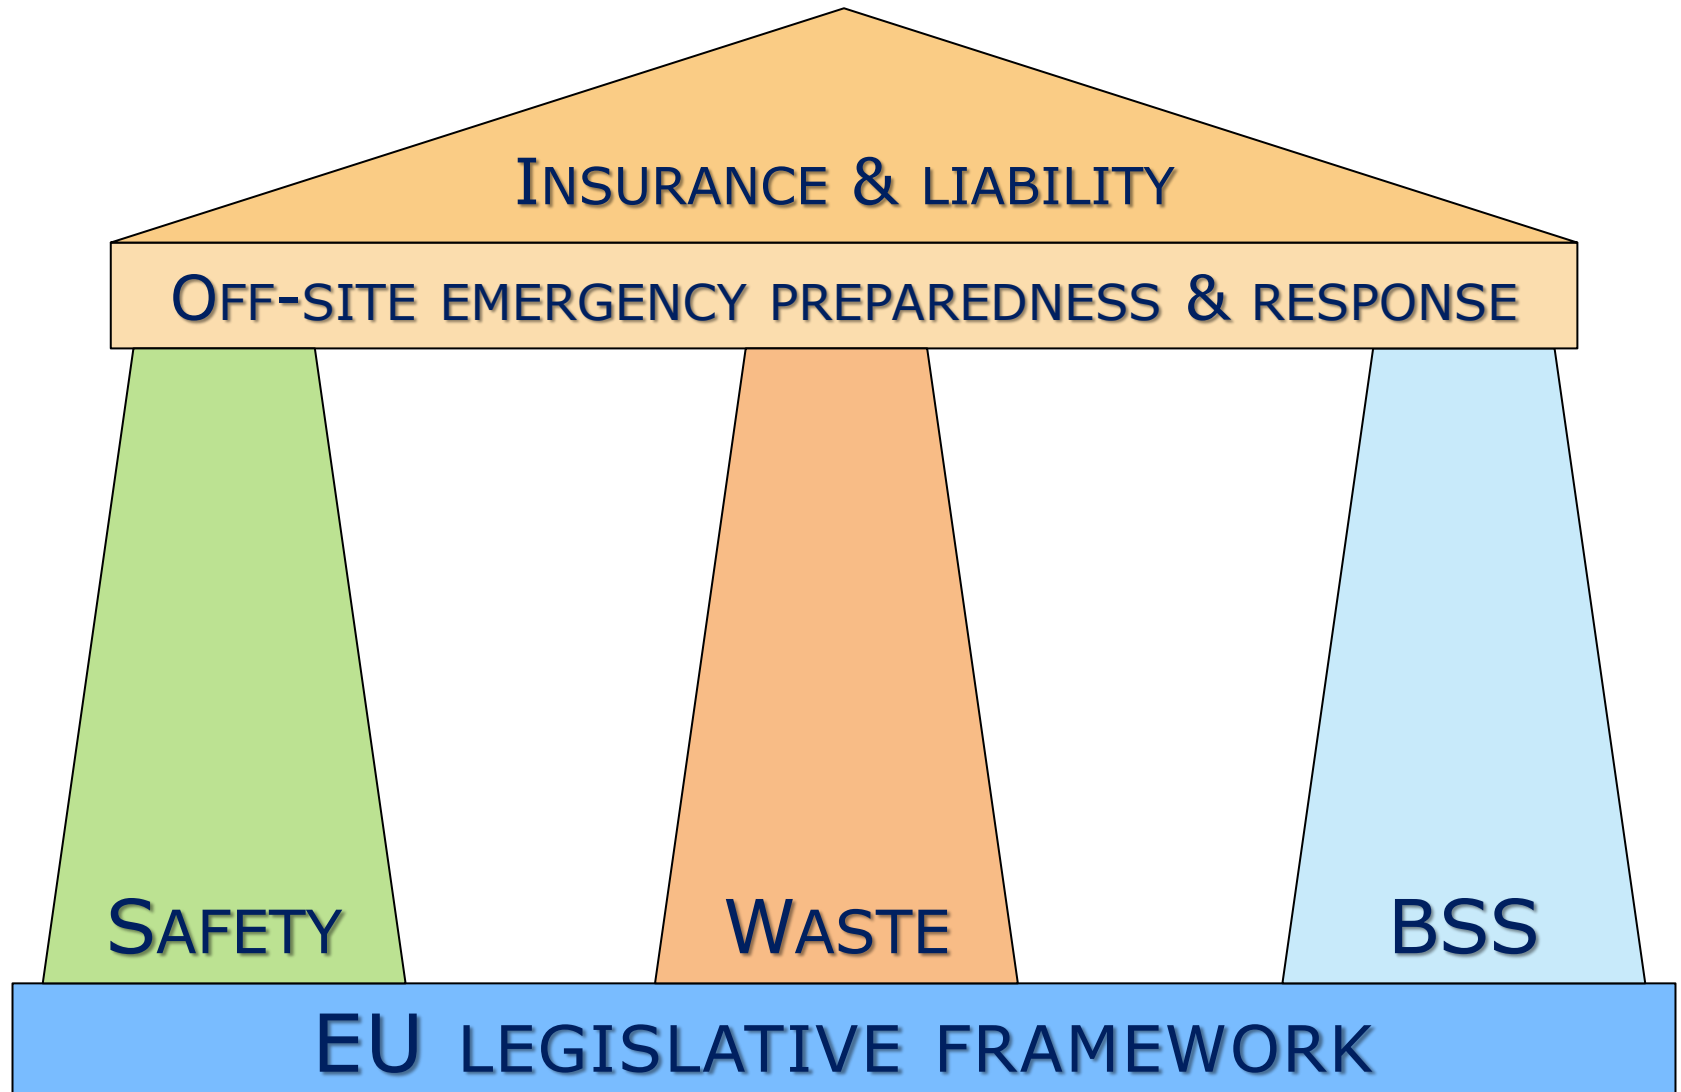 Insurance & liability
Off-site emergency preparedness & response
Safety
Waste
BSS
EU legislative framework